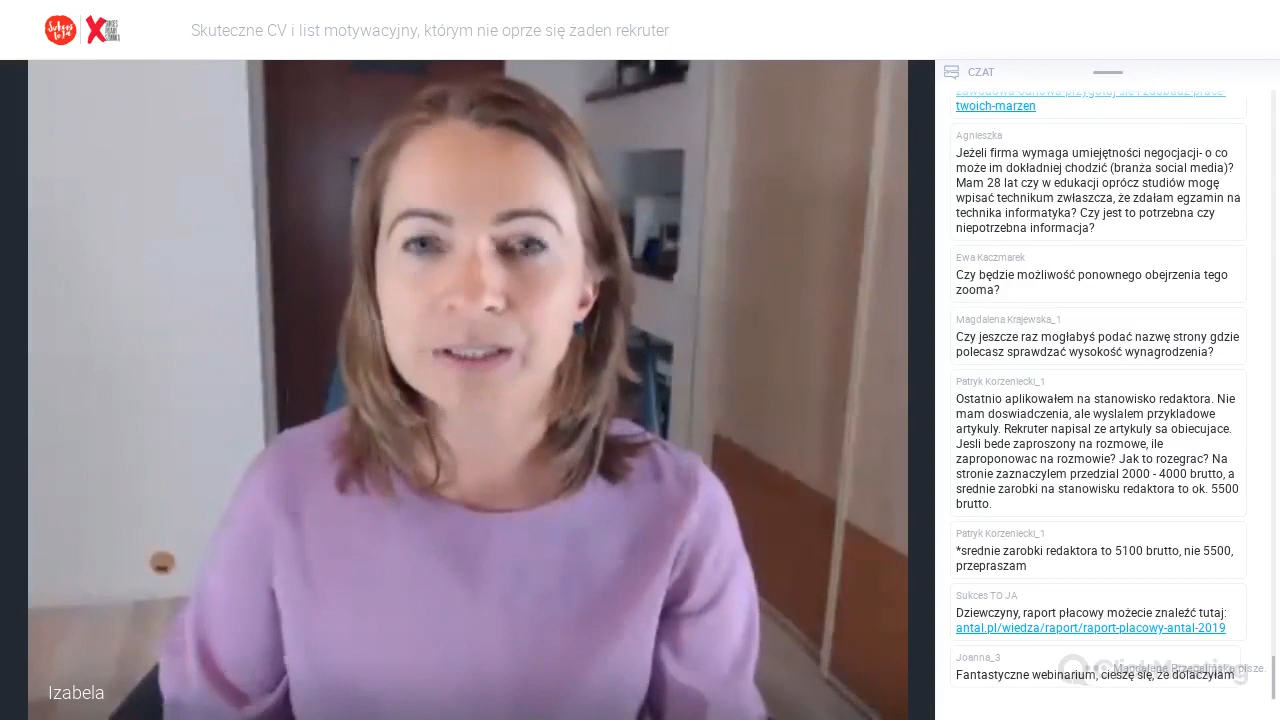 Sukces to Ja
Skuteczne CV i list motywacyjny, którym nie oprze się żaden rekruter
CZAT
twoich-marzen
Agnieszka
Jeżeli firma wymaga umiejętności negocjacji- o co
może im dokładniej chodzić (branża social media)?
Mam 28 lat czy w edukacji oprócz studiów mogę
wpisać technikum zwłaszcza, że zdałam egzamin na
technika informatyka? Czy jest to potrzebna czy
niepotrzebna informacja?
Ewa Kaczmarek
Czy będzie możliwość ponownego obejrzenia tego
zooma?
Magdalena Krajewska_1
Czy jeszcze raz mogłabyś podać nazwę strony gdzie
polecasz sprawdzać wysokość wynagrodzenia?
Patryk Korzeniecki_1
Ostatnio aplikowałem na stanowisko redaktora. Nie
mam doswiadczenia, ale wyslalem przykladowe
artykuly. Rekruter napisal ze artykuly sa obiecujace.
Jesli bede zaproszony na rozmowe, ile
zaproponowac na rozmowie? Jak to rozegrac? Na
stronie zaznaczylem przedzial 2000 - 4000 brutto, a
srednie zarobki na stanowisku redaktora to ok. 5500
brutto.
Patryk Korzeniecki_1
*srednie zarobki redaktora to 5100 brutto, nie 5500,
przepraszam
Sukces TO JA
Dziewczyny, raport płacowy możecie znaleźć tutaj:
antal.pl/wiedza/raport/raport-placowy-antal-2019
Joanna_3
Fantastyczne webinarium, cieszę się, że dołączyłam
Izabela